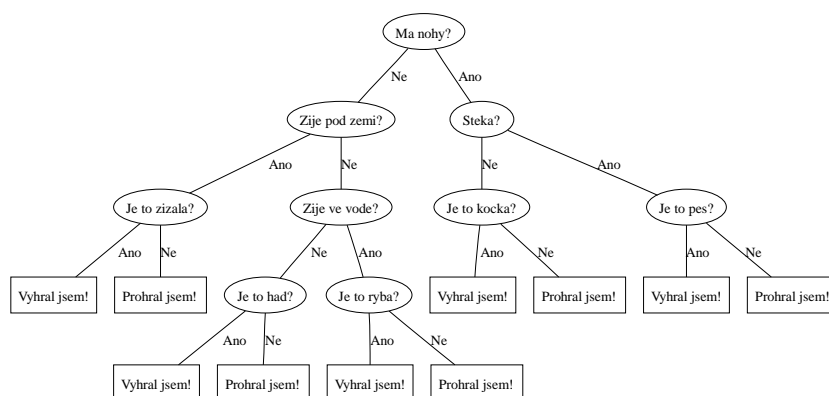 Ma nohy?
Ne
Ano
Zije pod zemi?
Steka?
Ano
Ne
Ne
Ano
Je to zizala?
Zije ve vode?
Je to kocka?
Je to pes?
Ano
Ne
Ne
Ano
Ano
Ne
Ano
Ne
Vyhral jsem!
Prohral jsem!
Je to had?
Je to ryba?
Vyhral jsem!
Prohral jsem!
Vyhral jsem!
Prohral jsem!
Ano
Ne
Ano
Ne
Vyhral jsem!
Prohral jsem!
Vyhral jsem!
Prohral jsem!